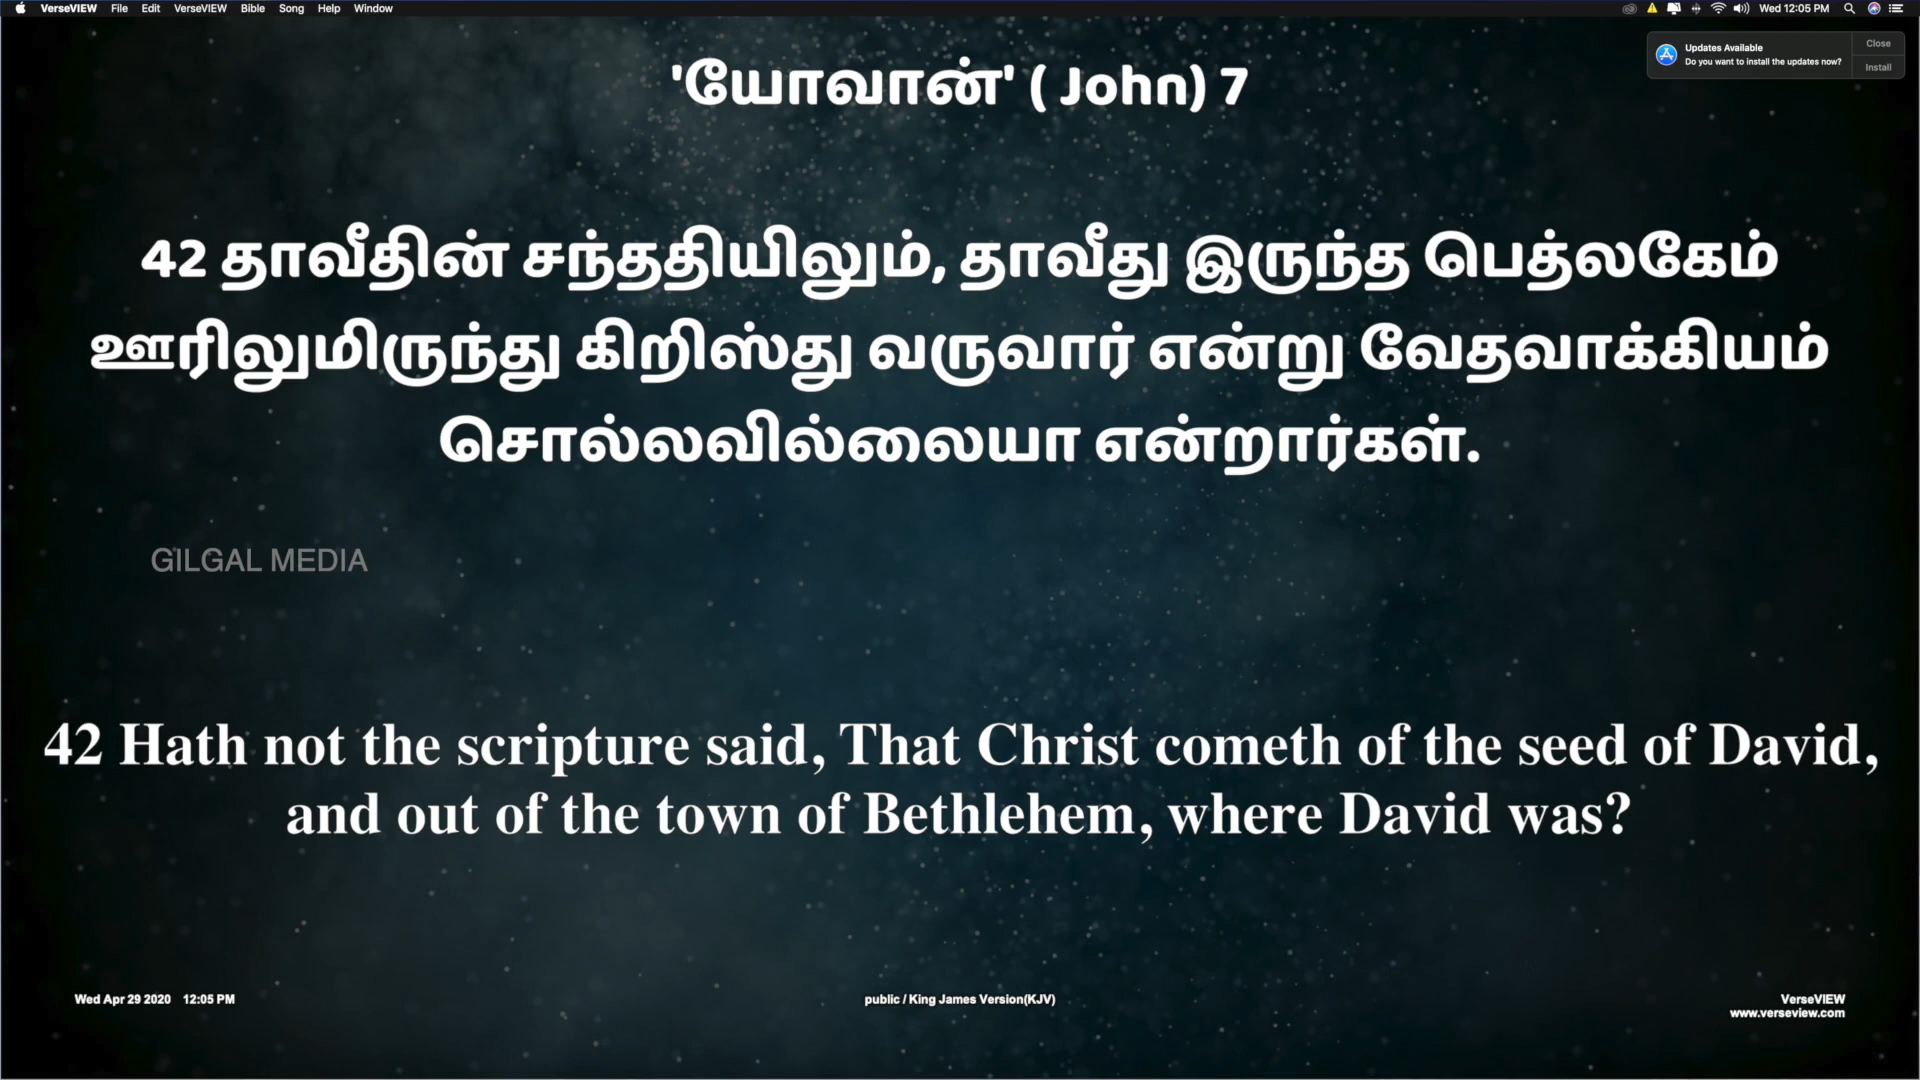 VerseVIEW File Edit VerseVIEW Bible Song Help Window Wed 12:05 PM
Updates Available
Do you want to install the updates now?
Close
Install
'யோவான்' ( John) 7
42 தாவீதின் சந்ததியிலும், தாவீது இருந்த பெத்லகேம்
ஊரிலுமிருந்து கிறிஸ்து வருவார் என்று வேதவாக்கியம்
சொல்லவில்லையா என்றார்கள்.
GILGAL MEDIA
42 Hath not the scripture said, That Christ cometh of the seed of David,
and out of the town of Bethlehem, where David was?
Wed Apr 29 2020 12:05 PM
public / King James Version(KJV)
VerseVIEW
www.verseview.com